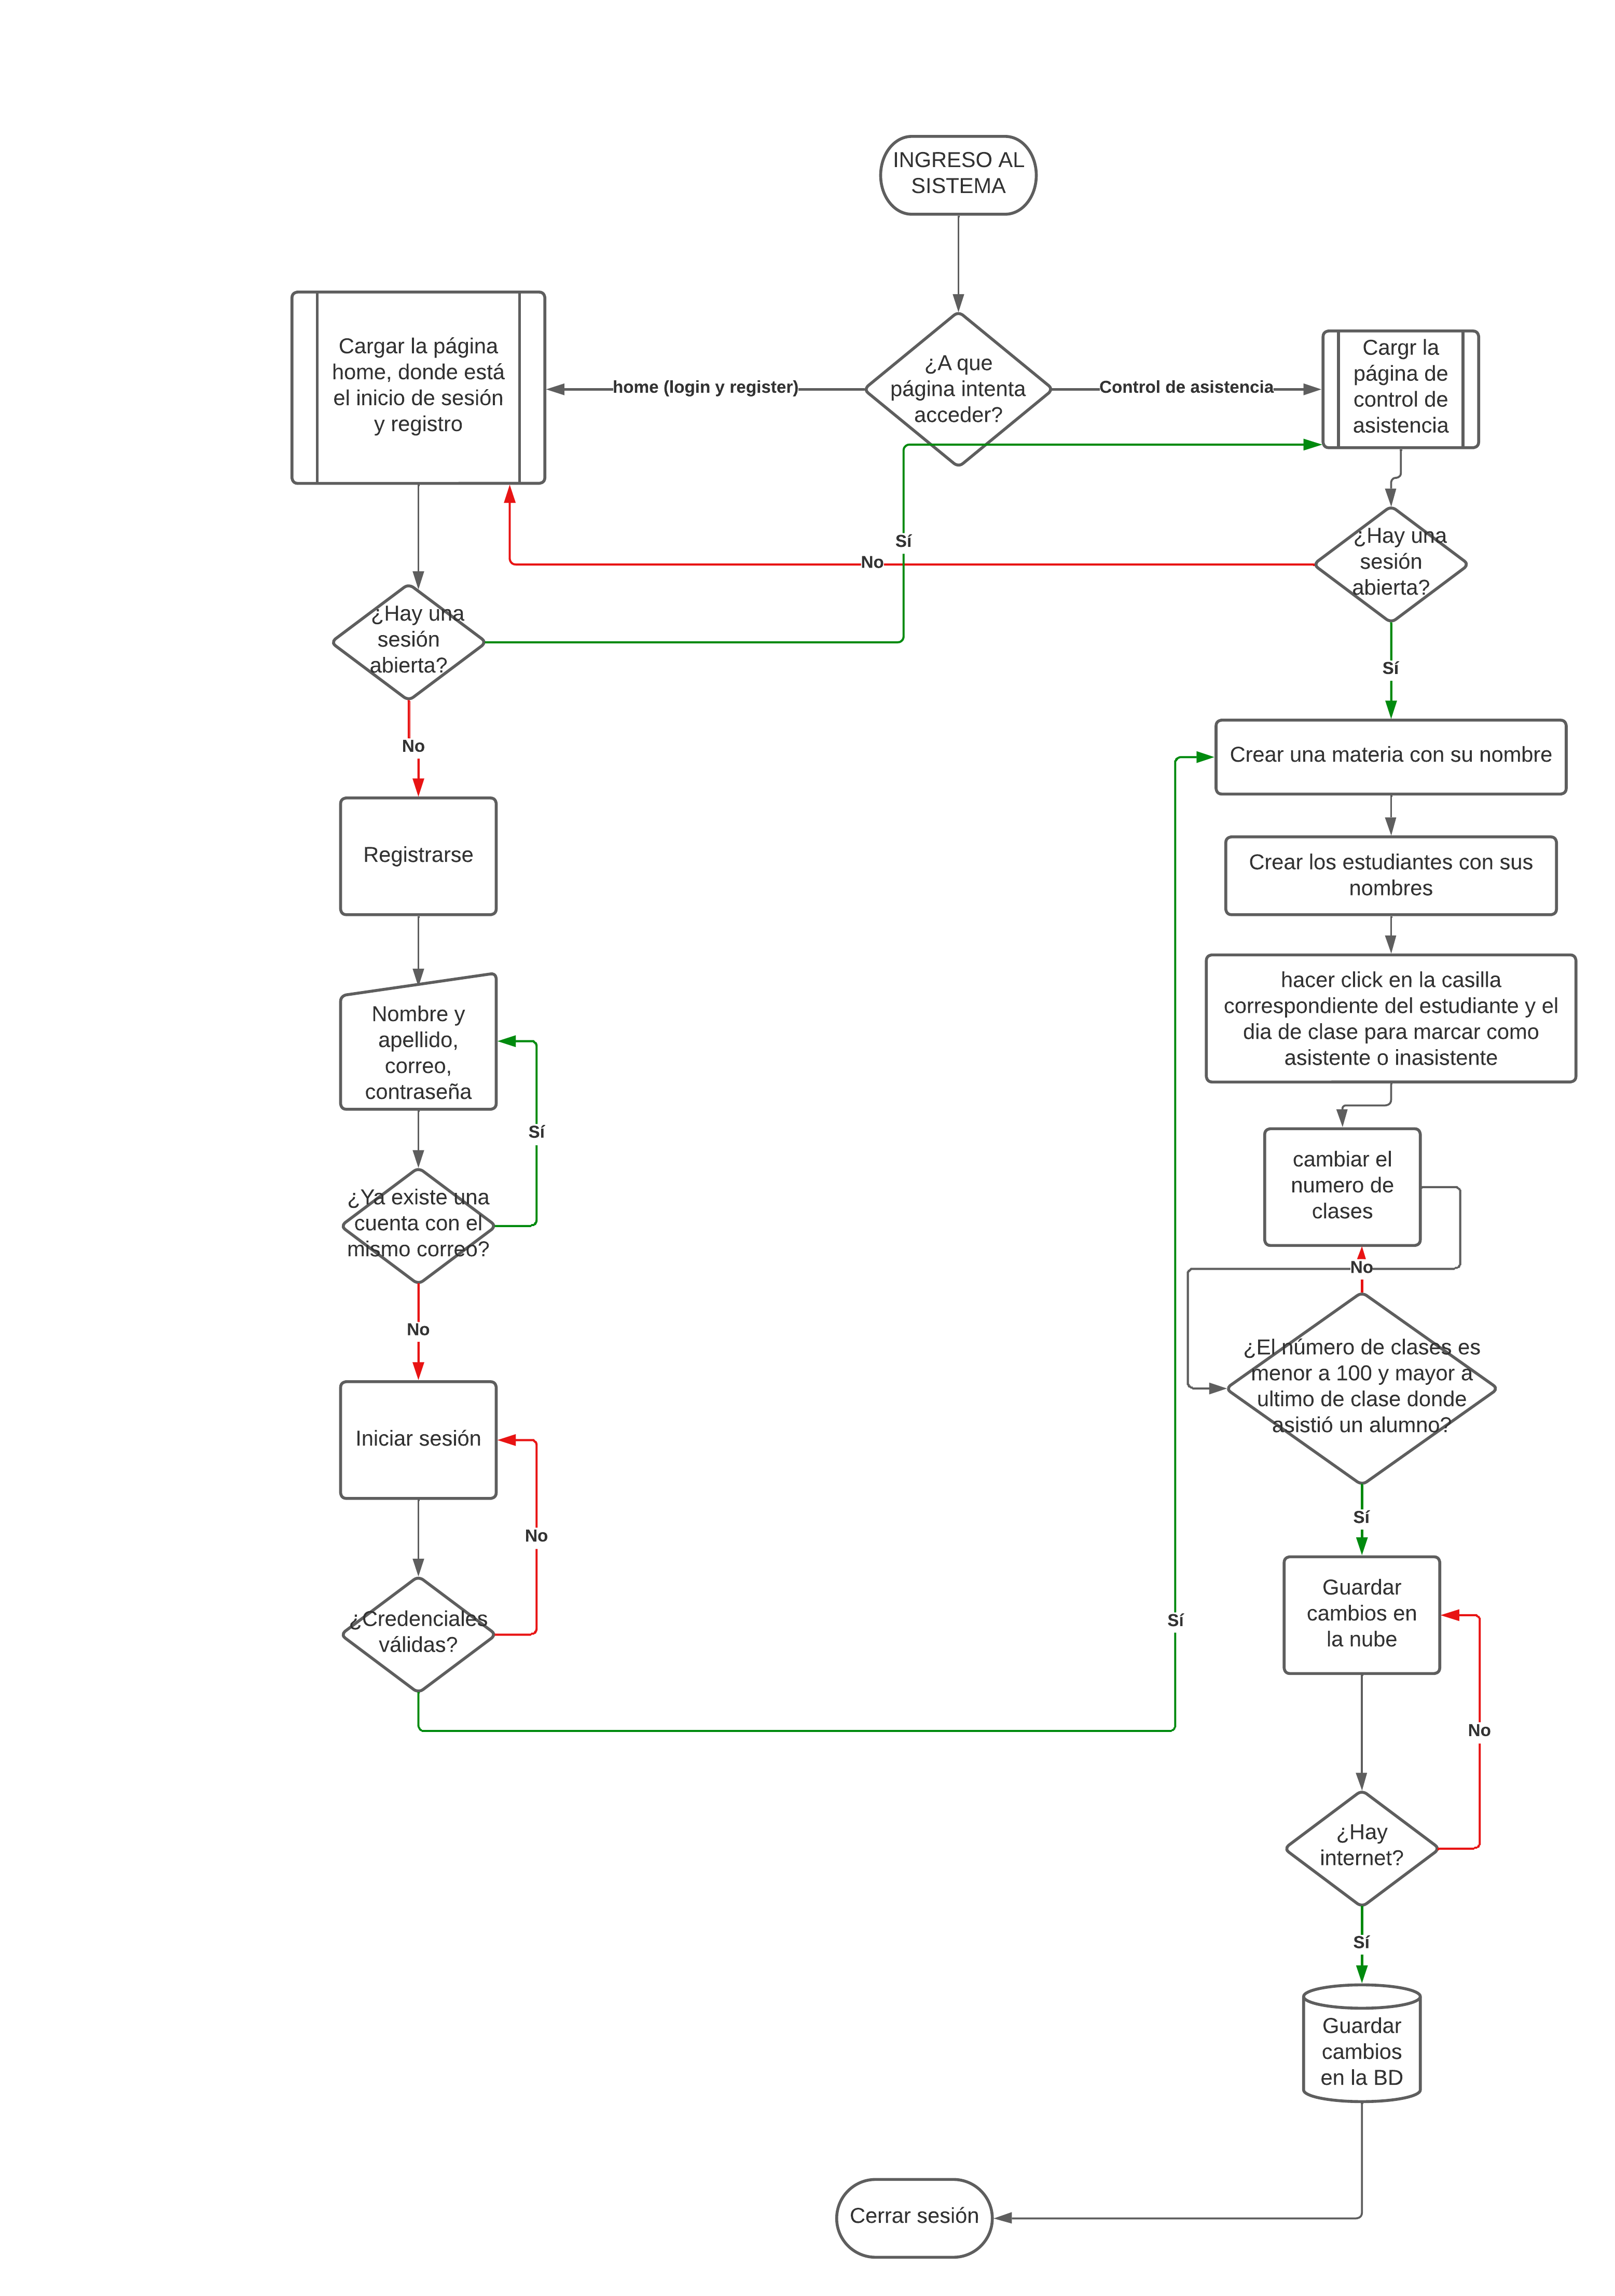 INGRESO AL
SISTEMA
Cargar la página
home, donde está
el inicio de sesión
y registro
home (login y register)
¿A que
página intenta
acceder?
Control de asistencia
Cargr la
página de
control de
asistencia
Sí
No
¿Hay una
sesión
abierta?
¿Hay una
sesión
abierta?
Sí
No
Crear una materia con su nombre
Registrarse
Crear los estudiantes con sus
nombres
hacer click en la casilla
correspondiente del estudiante y el
dia de clase para marcar como
asistente o inasistente
Nombre y
apellido,
correo,
contraseña
Sí
cambiar el
numero de
clases
¿Ya existe una
cuenta con el
mismo correo?
No
No
¿El número de clases es
menor a 100 y mayor a
ultimo de clase donde
asistió un alumno?
Iniciar sesión
Sí
No
Guardar
cambios en
la nube
¿Credenciales
válidas?
Sí
No
¿Hay
internet?
Sí
Guardar
cambios
en la BD
Cerrar sesión